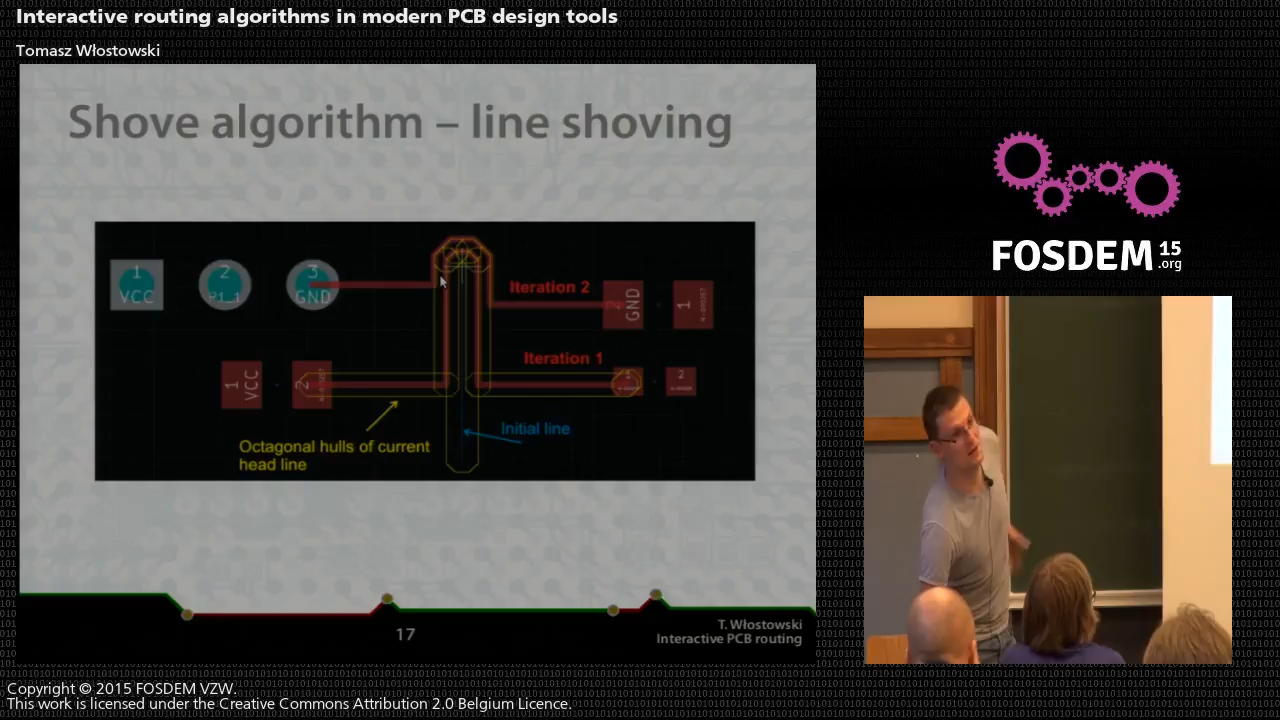 Interactive routing algorithms in modern PCB design tools
Tomasz Włostowski
Shove algorithm – line shoving
1
VCC
2
P1_1
3
GND
Iteration 2
2
GND
1
Iteration 1
1
VCC
2
2
Initial line
Octagonal hulls of current
head line
17
T. Włostowski
Interactive PCB routing
FOSDEM 15
.org
Copyright © 2015 FOSDEM VZW.
This work is licensed under the Creative Commons Attribution 2.0 Belgium Licence.